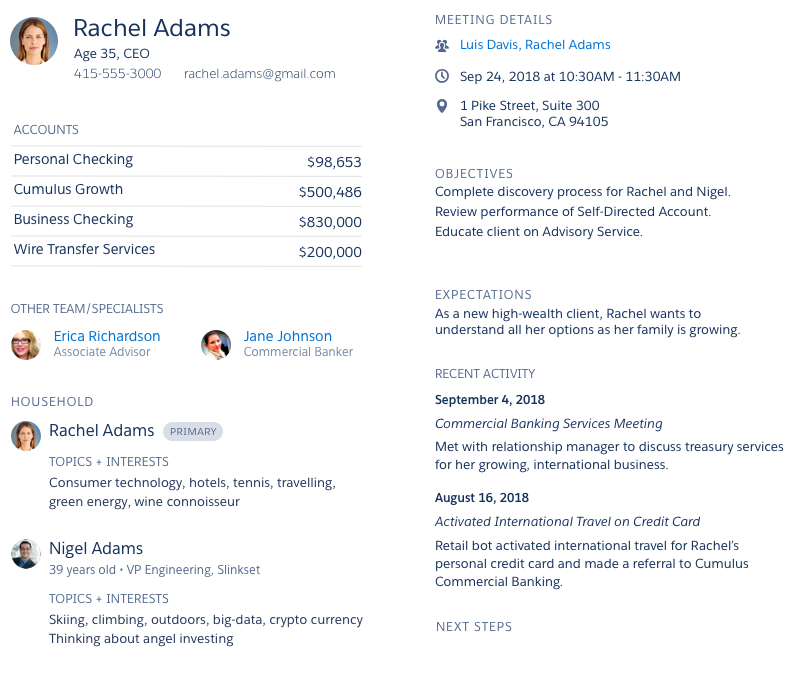 Rachel Adams
Age 35, CEO
415-555-3000 rachel.adams@gmail.com
ACCOUNTS
Personal Checking $98,653
Cumulus Growth $500,486
Business Checking $830,000
Wire Transfer Services $200,000
OTHER TEAM/SPECIALISTS
Erica Richardson
Associate Advisor
Jane Johnson
Commercial Banker
HOUSEHOLD
Rachel Adams PRIMARY
TOPICS + INTERESTS
Consumer technology, hotels, tennis, travelling,
green energy, wine connoisseur
Nigel Adams
39 years old • VP Engineering, Slinkset
TOPICS + INTERESTS
Skiing, climbing, outdoors, big-data, crypto currency
Thinking about angel investing
MEETING DETAILS
Luis Davis, Rachel Adams
Sep 24, 2018 at 10:30AM - 11:30AM
1 Pike Street, Suite 300
San Francisco, CA 94105
OBJECTIVES
Complete discovery process for Rachel and Nigel.
Review performance of Self-Directed Account.
Educate client on Advisory Service.
EXPECTATIONS
As a new high-wealth client, Rachel wants to
understand all her options as her family is growing.
RECENT ACTIVITY
September 4, 2018
Commercial Banking Services Meeting
Met with relationship manager to discuss treasury services
for her growing, international business.
August 16, 2018
Activated International Travel on Credit Card
Retail bot activated international travel for Rachel's
personal credit card and made a referral to Cumulus
Commercial Banking.
NEXT STEPS